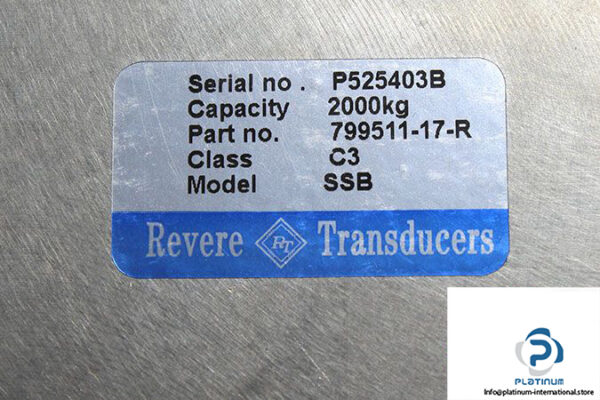 Serial no . P525403B
Capacity 2000kg
Part no. 799511-17-R
Class C3
Model SSB
Revere RT Transducers
PLATINUM
https://platinum-international.store